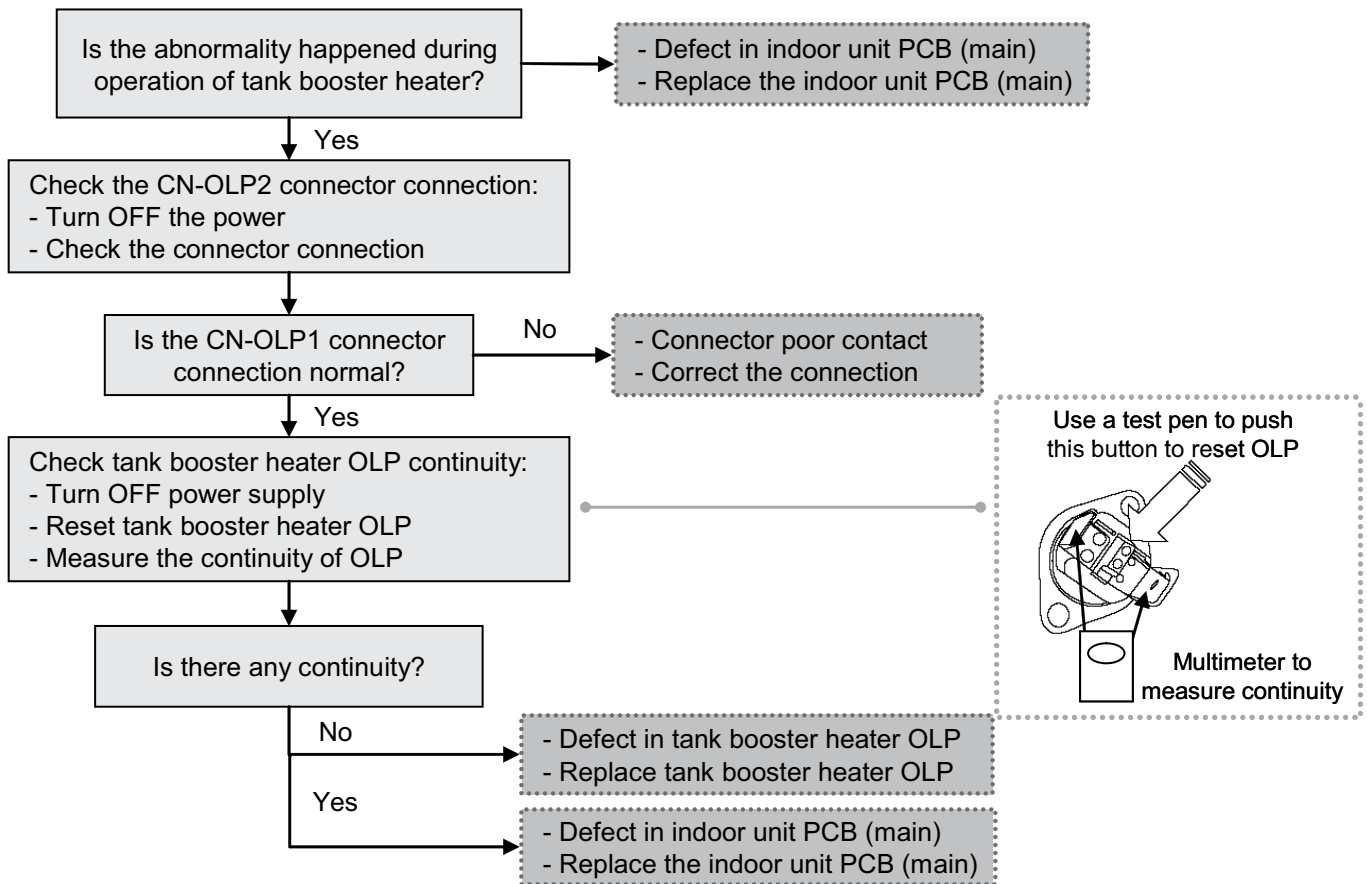 Is the abnormality happened during
operation of tank booster heater?
- Defect in indoor unit PCB (main)
- Replace the indoor unit PCB (main)
Yes
Check the CN-OLP2 connector connection:
- Turn OFF the power
- Check the connector connection
Is the CN-OLP1 connector
connection normal?
No
- Connector poor contact
- Correct the connection
Yes
Check tank booster heater OLP continuity:
- Turn OFF power supply
- Reset tank booster heater OLP
- Measure the continuity of OLP
Use a test pen to push
this button to reset OLP
Multimeter to
measure continuity
Is there any continuity?
No
- Defect in tank booster heater OLP
- Replace tank booster heater OLP
Yes
- Defect in indoor unit PCB (main)
- Replace the indoor unit PCB (main)